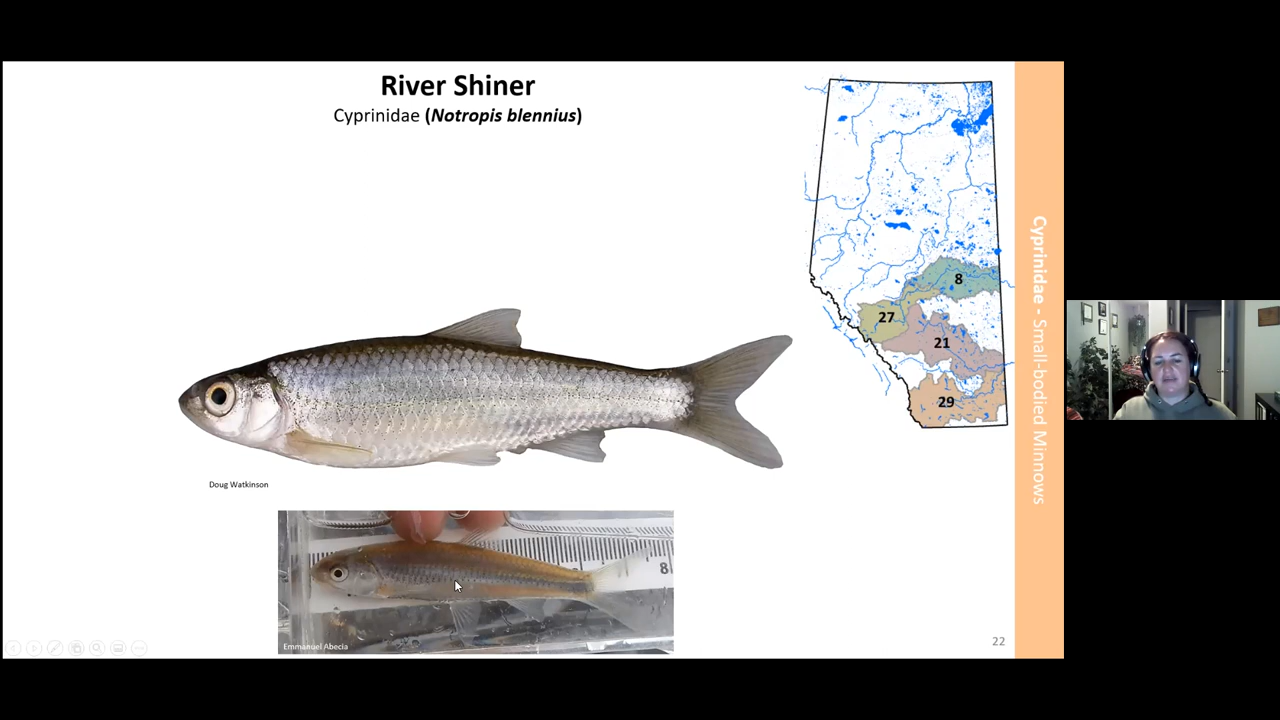 River Shiner
Cyprinidae (Notropis blennius)
8
27
21
29
Cyprinidae - Small-bodied Minnows
Doug Watkinson
8
Emmanuel Abecia
22